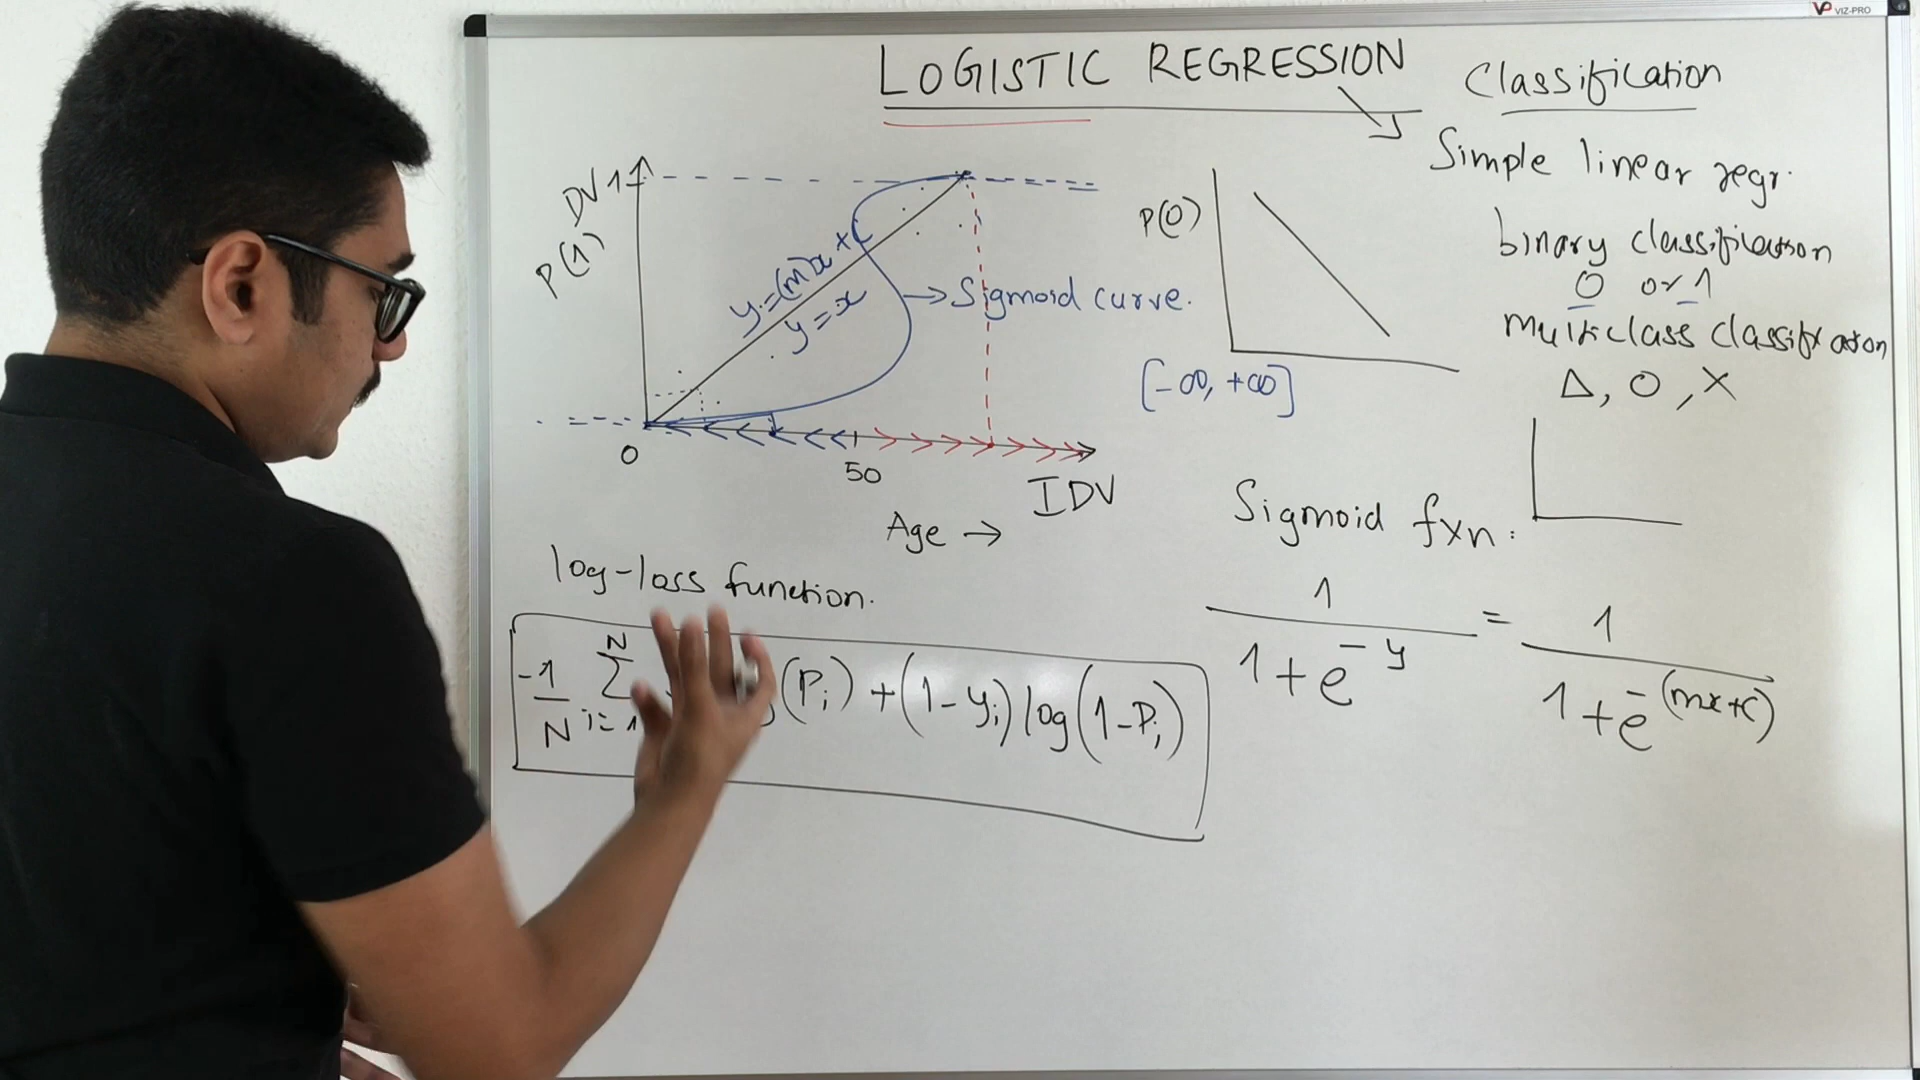 VP VIZ-PRO
LOGISTIC REGRESSION
Classification
Simple linear regr.
binary classification
0 or 1
multiclass classification
Δ, O, X
DV 1
P(1)
y = (m)x + c
y = x
→ Sigmoid curve.
0
50
IDV
Age →
P(0)
[-∞, +∞]
log-loss function.
-1/N N Σ i=1 (Pi) + (1-yi) log(1-Pi)
Sigmoid fxn:
1/(1+e^-y) = 1/(1+e^-(mx+c))